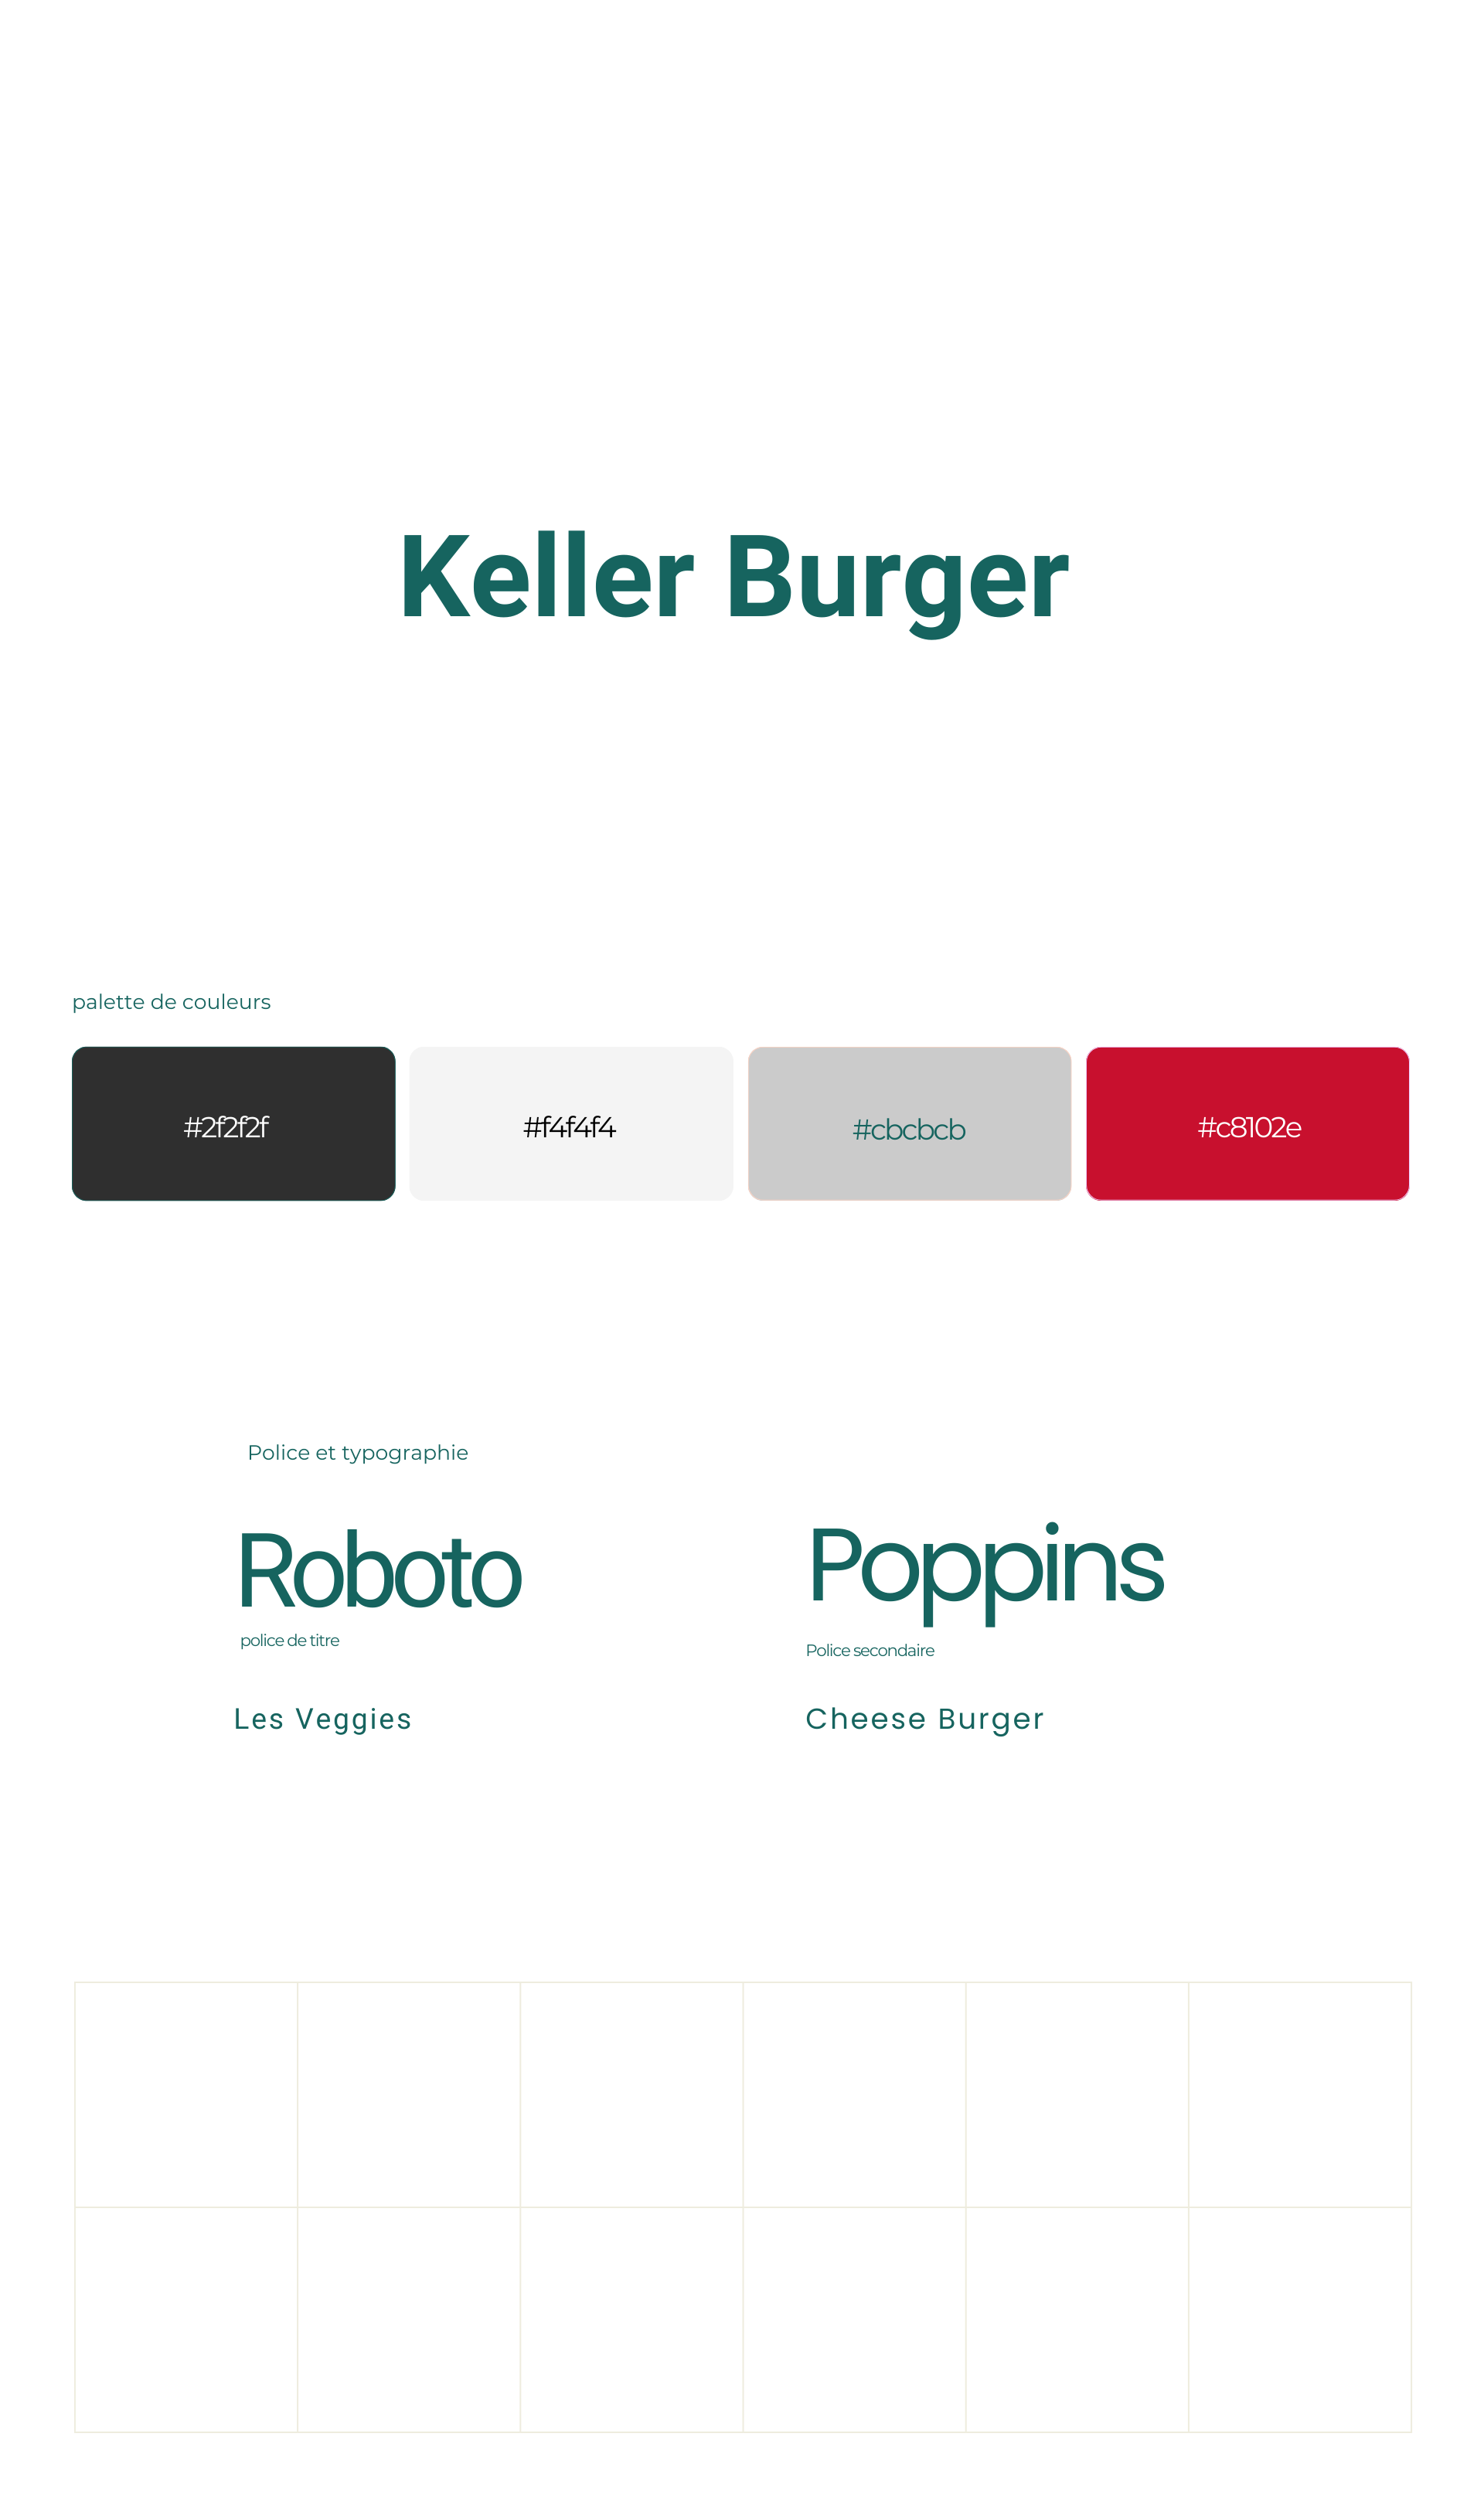 Keller Burger
palette de couleurs
#2f2f2f
#f4f4f4
#cbcbcb
#c8102e
Police et typographie
Roboto
police de titre
Les Veggies
Poppins
Police secondaire
Cheese Burger